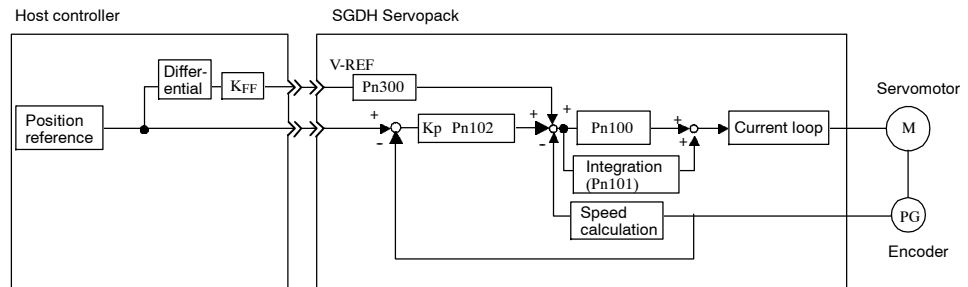 Host controller
SGDH Servopack
V-REF
Differ-
ential
KFF
Pn300
Servomotor
Position
reference
+
-
Kp Pn102
+
+
-
+
Pn100
+
+
Current loop
M
Integration
(Pn101)
Speed
calculation
PG
Encoder